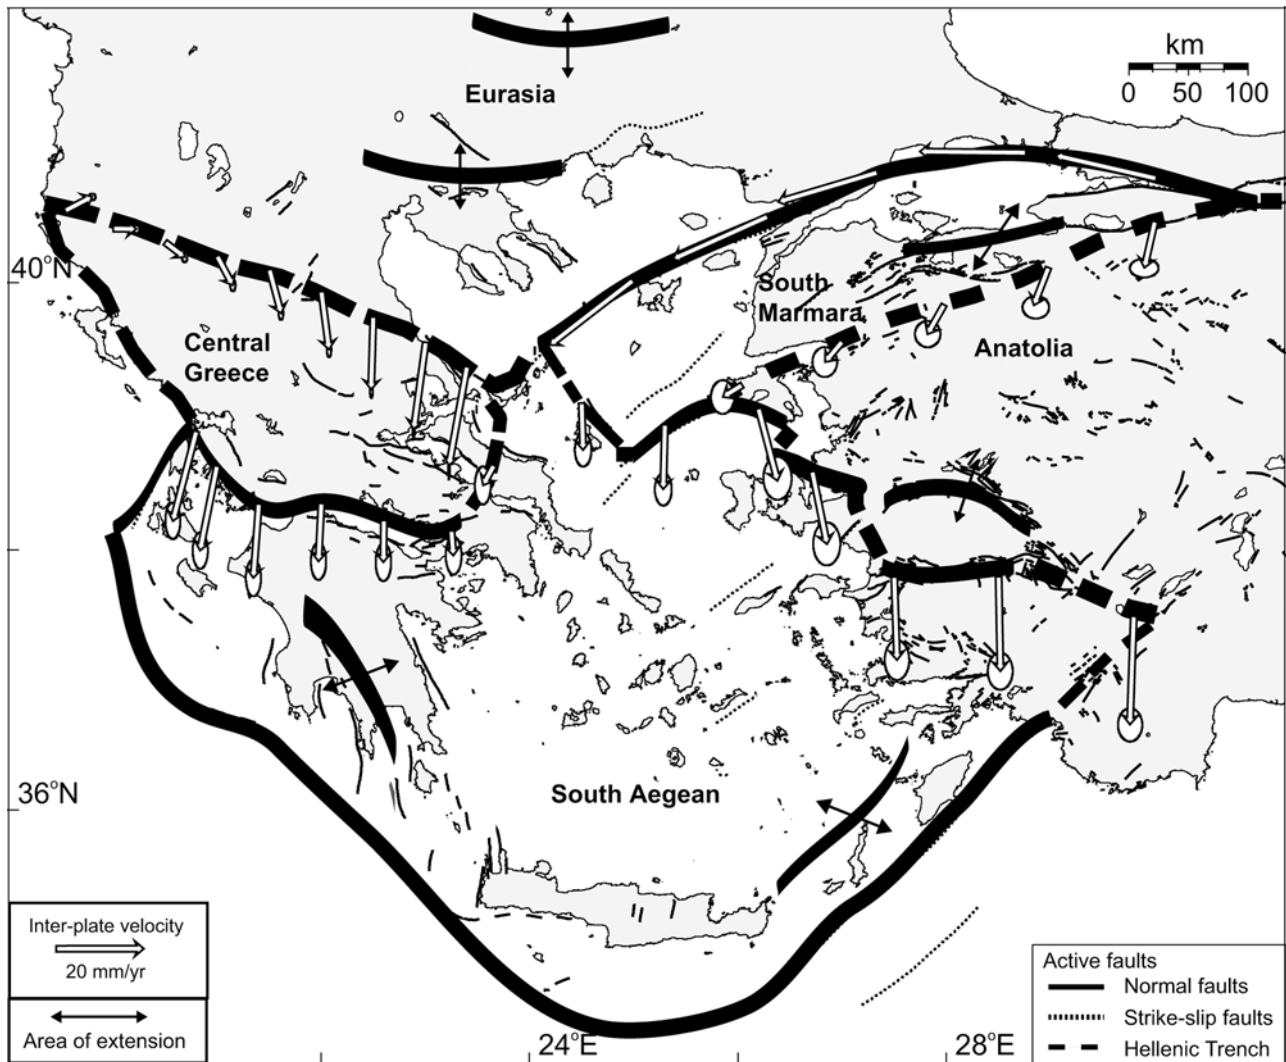 km
0 50 100
Eurasia
40°N
South
Marmara
Central
Greece
Anatolia
36°N
South Aegean
Inter-plate velocity
20 mm/yr
Area of extension
Active faults
Normal faults
Strike-slip faults
Hellenic Trench
24°E
28°E